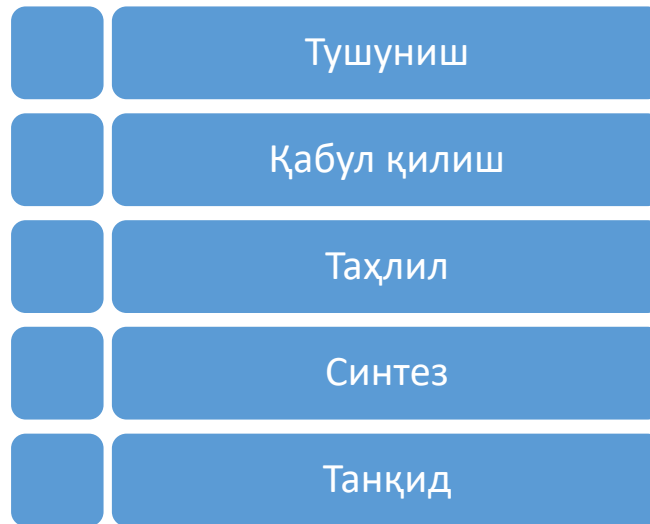 Тушуниш
Қабул қилиш
Таҳлил
Синтез
Танқид